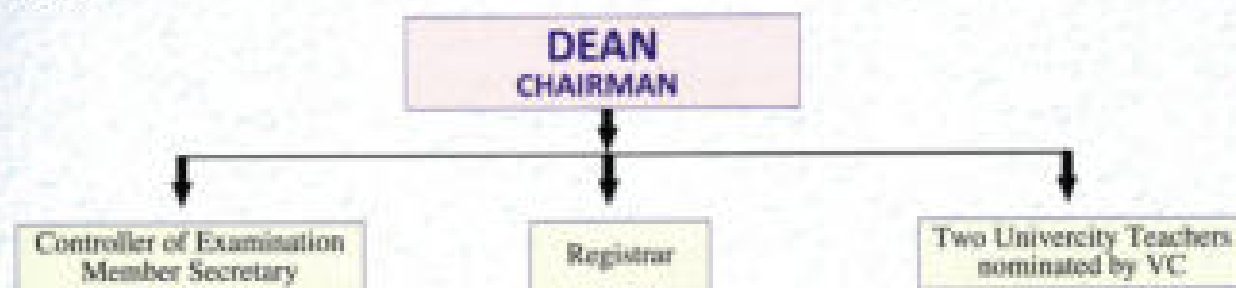 DEAN
CHAIRMAN
Controller of Examination
Member Secretary
Registrar
Two Univercity Teachers
nominated by VC